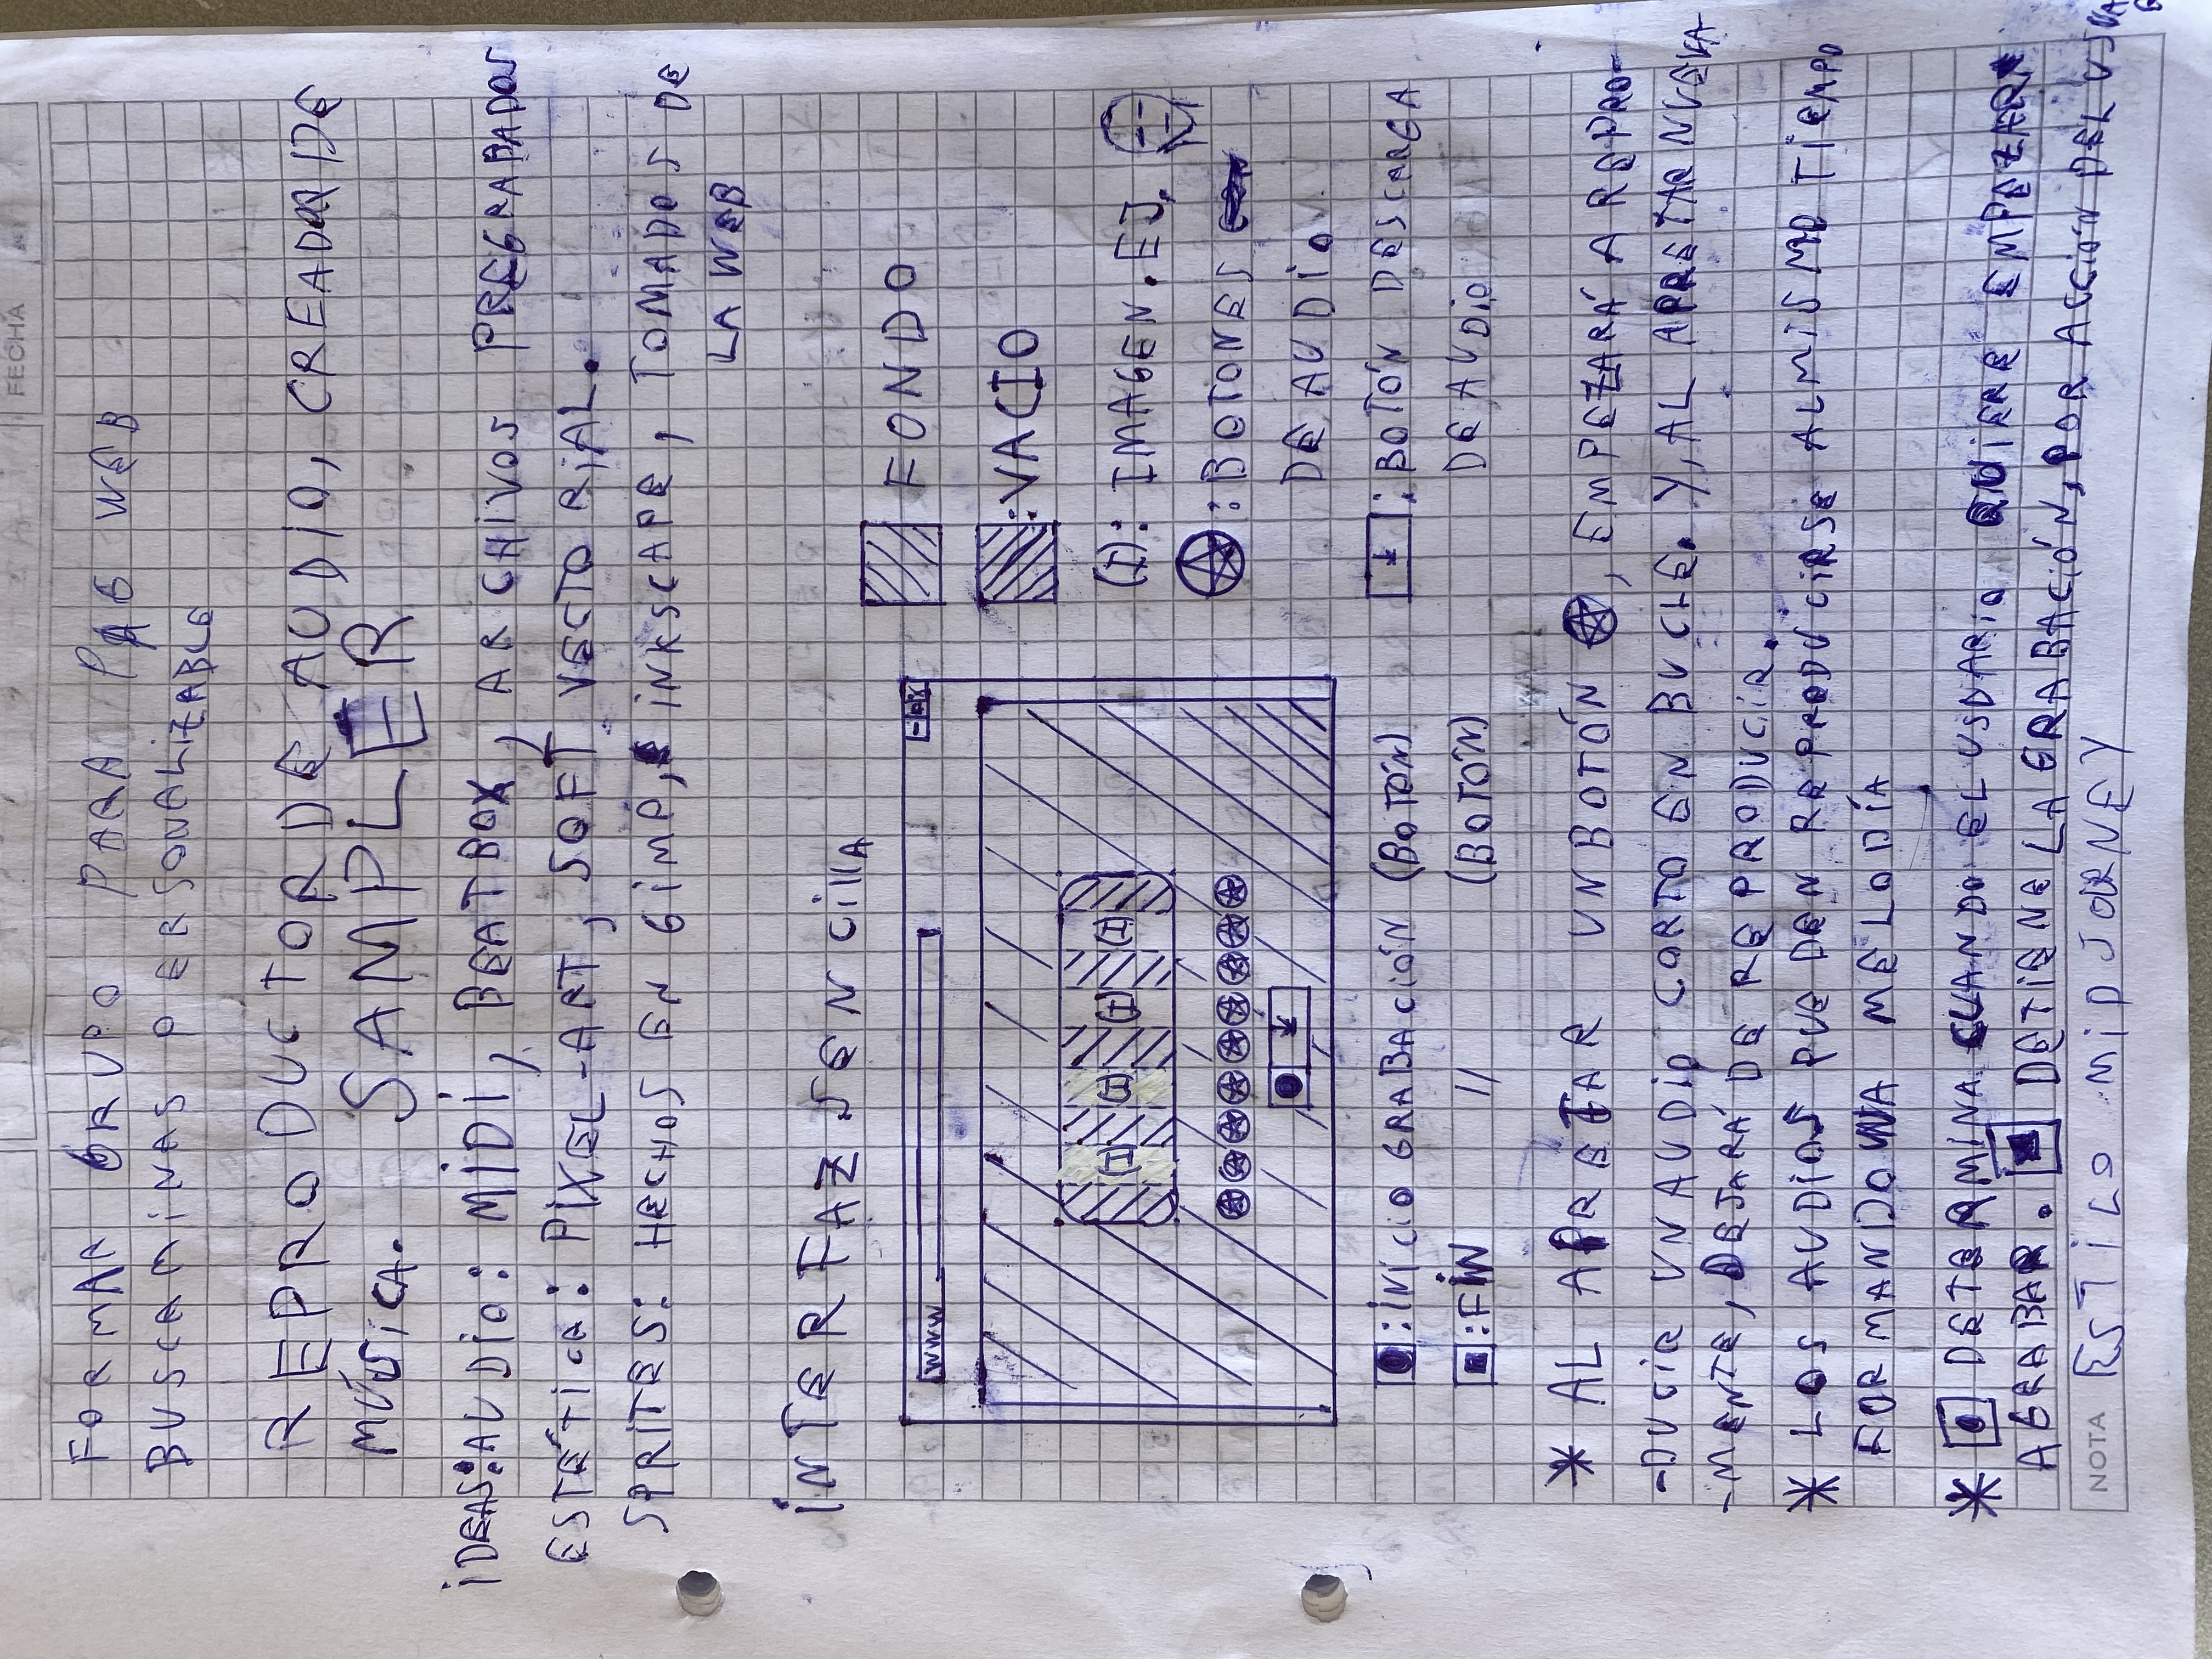 FECHA
FORMAR GRUPO PARA PAG WEB
BUSCAMINAS PERSONALIZABLE
REPRODUCTOR DE AUDIO, CREADOR DE
MÚSICA. SAMPLER
IDEAS: AUDIO: MIDI, BEATBOX, ARCHIVOS PREGRABADOS
ESTÉTICA: PIXEL-ART, SOFT VECTORIAL.
SPRITES: HECHOS EN GIMP, INKSCAPE, TOMADOS DE
LA WEB
INTERFAZ SENCILLA
WWW
- X
(I) (I) (I) (I)
FONDO
: VACIO
(I): IMAGEN. EJ.
: BOTONES
DE AUDIO
: INICIO GRABACIÓN (BOTÓN)
: FIN // (BOTÓN)
: BOTÓN DESCARGA
DE AUDIO
* AL APRETAR UN BOTÓN , EMPEZARÁ A REPRO-
-DUCIR UN AUDIO CORTO EN BUCLE. Y, AL APRETAR NUEVA-
-MENTE, DEJARÁ DE REPRODUCIR.
* LOS AUDIOS PUEDEN REPRODUCIRSE AL MISMO TIEMPO
FORMANDO UNA MELODÍA
* DETERMINA CUANDO EL USUARIO QUIERE EMPEZAR
A GRABAR. DETIENE LA GRABACIÓN, POR ACCIÓN DEL
NOTA ESTILO MIDJORNEY